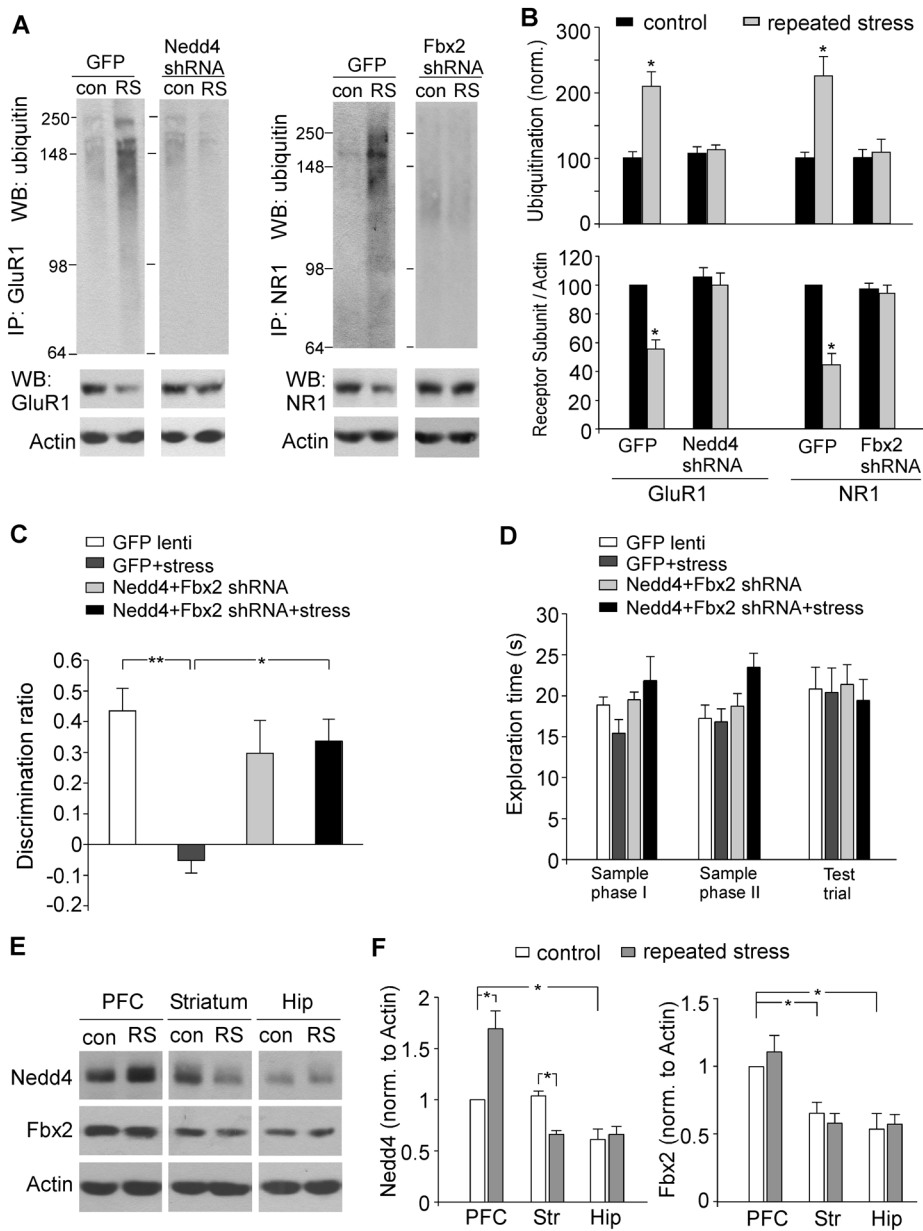 A
GFP
Nedd4
shRNA
con RS con RS
250
148
98
64
IP: GluR1 WB: ubiquitin
WB:
GluR1
Actin
GFP
Fbx2
shRNA
con RS con RS
250
148
98
64
IP: NR1 WB: ubiquitin
WB:
NR1
Actin
B
control repeated stress
Ubiquitination (norm.)
300
200
100
0
* *
Receptor Subunit / Actin
120
100
80
60
40
20
0
* *
GFP Nedd4 shRNA GFP Fbx2 shRNA
GluR1 NR1
C
GFP lenti
GFP+stress
Nedd4+Fbx2 shRNA
Nedd4+Fbx2 shRNA+stress
Discrimination ratio
0.6
0.5
0.4
0.3
0.2
0.1
0
-0.1
-0.2
** *
D
GFP lenti
GFP+stress
Nedd4+Fbx2 shRNA
Nedd4+Fbx2 shRNA+stress
Exploration time (s)
30
25
20
15
10
5
0
Sample phase I
Sample phase II
Test trial
E
PFC Striatum Hip
con RS con RS con RS
Nedd4
Fbx2
Actin
F
control repeated stress
Nedd4 (norm. to Actin)
2
1.5
1
0.5
0
* * *
PFC Str Hip
Fbx2 (norm. to Actin)
1.5
1
0.5
0
* *
PFC Str Hip